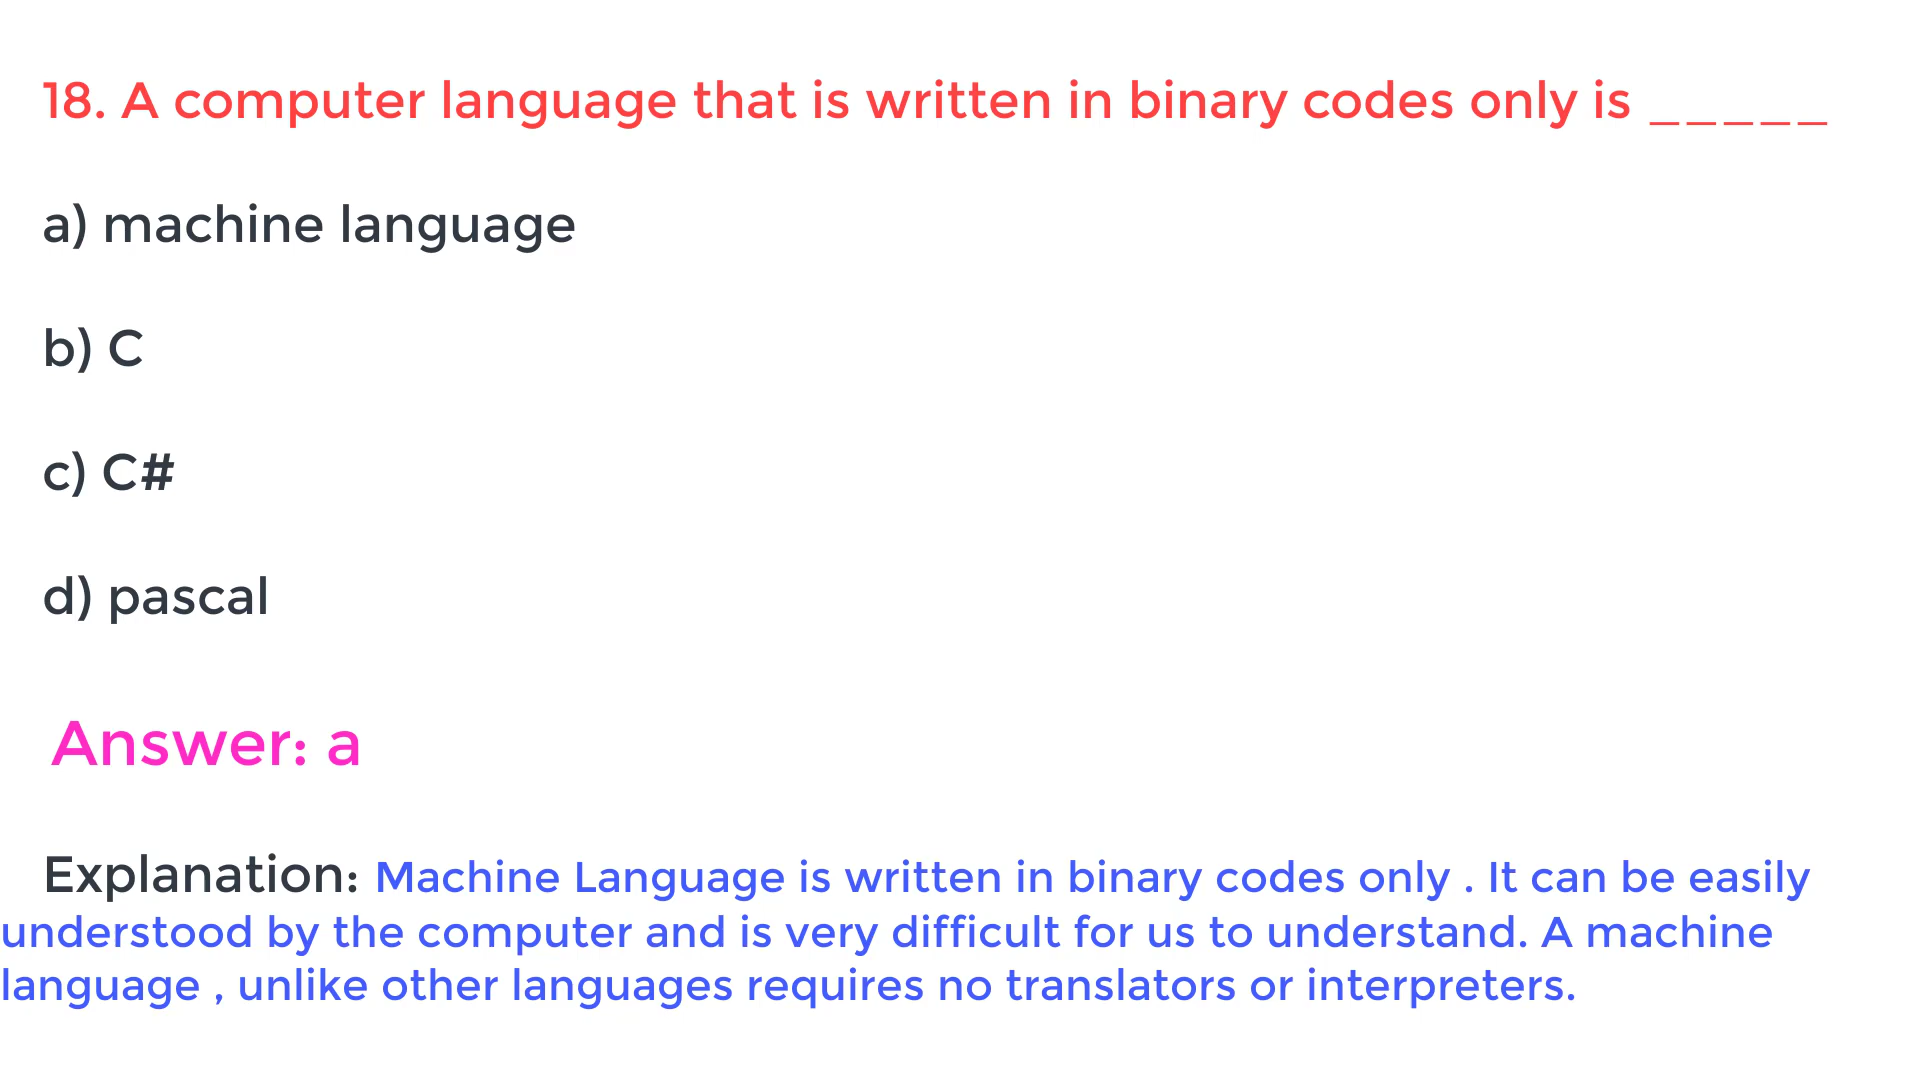 18. A computer language that is written in binary codes only is _____
a) machine language
b) C
c) C#
d) pascal
Answer: a
Explanation: Machine Language is written in binary codes only . It can be easily
understood by the computer and is very difficult for us to understand. A machine
language , unlike other languages requires no translators or interpreters.